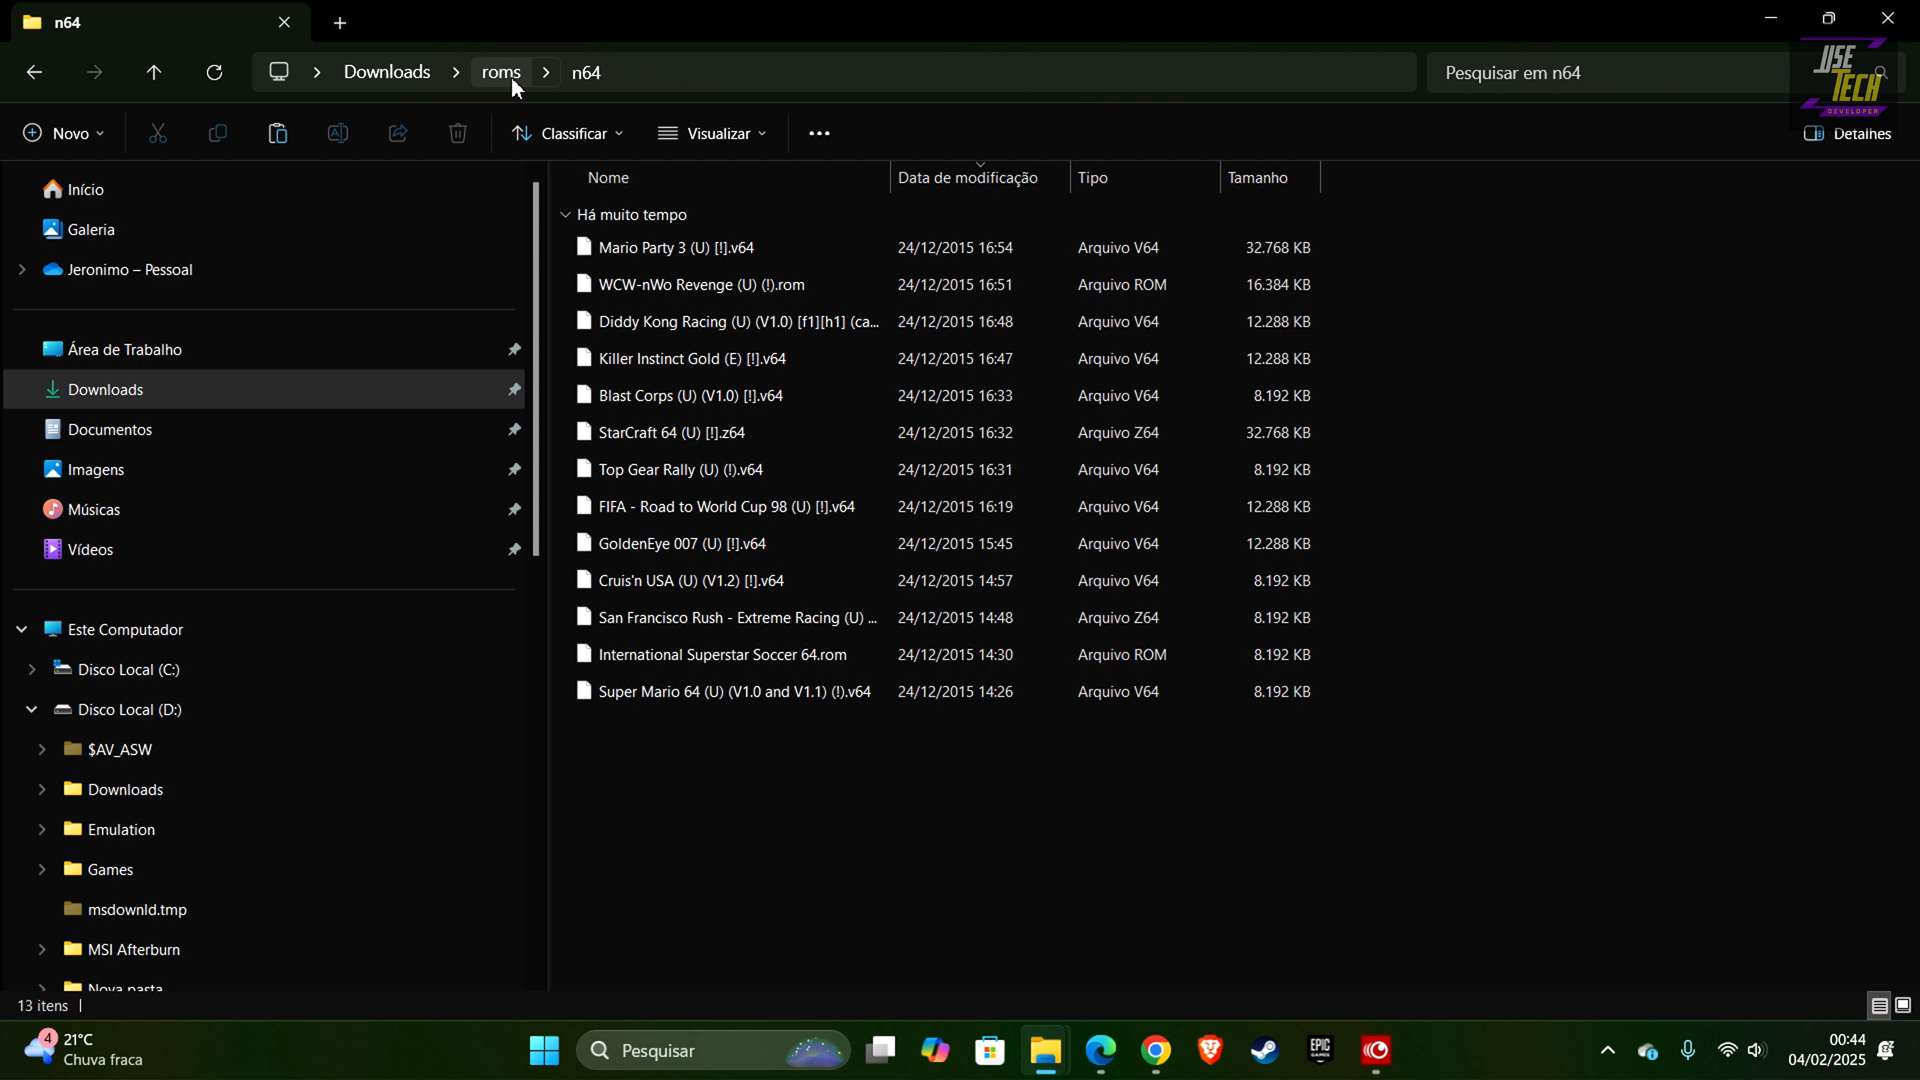 n64
Downloads
roms
n64
Pesquisar em n64
JJSE
TECH
DEVELOPER
Novo
Classificar
Visualizar
Detalhes
Início
Galeria
Jeronimo – Pessoal
Área de Trabalho
Downloads
Documentos
Imagens
Músicas
Vídeos
Este Computador
Disco Local (C:)
Disco Local (D:)
$AV_ASW
Downloads
Emulation
Games
msdownld.tmp
MSI Afterburn
Nova pasta
Nome Data de modificação Tipo Tamanho
Há muito tempo
Mario Party 3 (U) [!].v64 24/12/2015 16:54 Arquivo V64 32.768 KB
WCW-nWo Revenge (U) (!).rom 24/12/2015 16:51 Arquivo ROM 16.384 KB
Diddy Kong Racing (U) (V1.0) [f1][h1] (ca... 24/12/2015 16:48 Arquivo V64 12.288 KB
Killer Instinct Gold (E) [!].v64 24/12/2015 16:47 Arquivo V64 12.288 KB
Blast Corps (U) (V1.0) [!].v64 24/12/2015 16:33 Arquivo V64 8.192 KB
StarCraft 64 (U) [!].z64 24/12/2015 16:32 Arquivo Z64 32.768 KB
Top Gear Rally (U) (!).v64 24/12/2015 16:31 Arquivo V64 8.192 KB
FIFA - Road to World Cup 98 (U) [!].v64 24/12/2015 16:19 Arquivo V64 12.288 KB
GoldenEye 007 (U) [!].v64 24/12/2015 15:45 Arquivo V64 12.288 KB
Cruis'n USA (U) (V1.2) [!].v64 24/12/2015 14:57 Arquivo V64 8.192 KB
San Francisco Rush - Extreme Racing (U) ... 24/12/2015 14:48 Arquivo Z64 8.192 KB
International Superstar Soccer 64.rom 24/12/2015 14:30 Arquivo ROM 8.192 KB
Super Mario 64 (U) (V1.0 and V1.1) (!).v64 24/12/2015 14:26 Arquivo V64 8.192 KB
13 itens
4
21°C
Chuva fraca
Pesquisar
EPIC
GAMES
00:44
04/02/2025